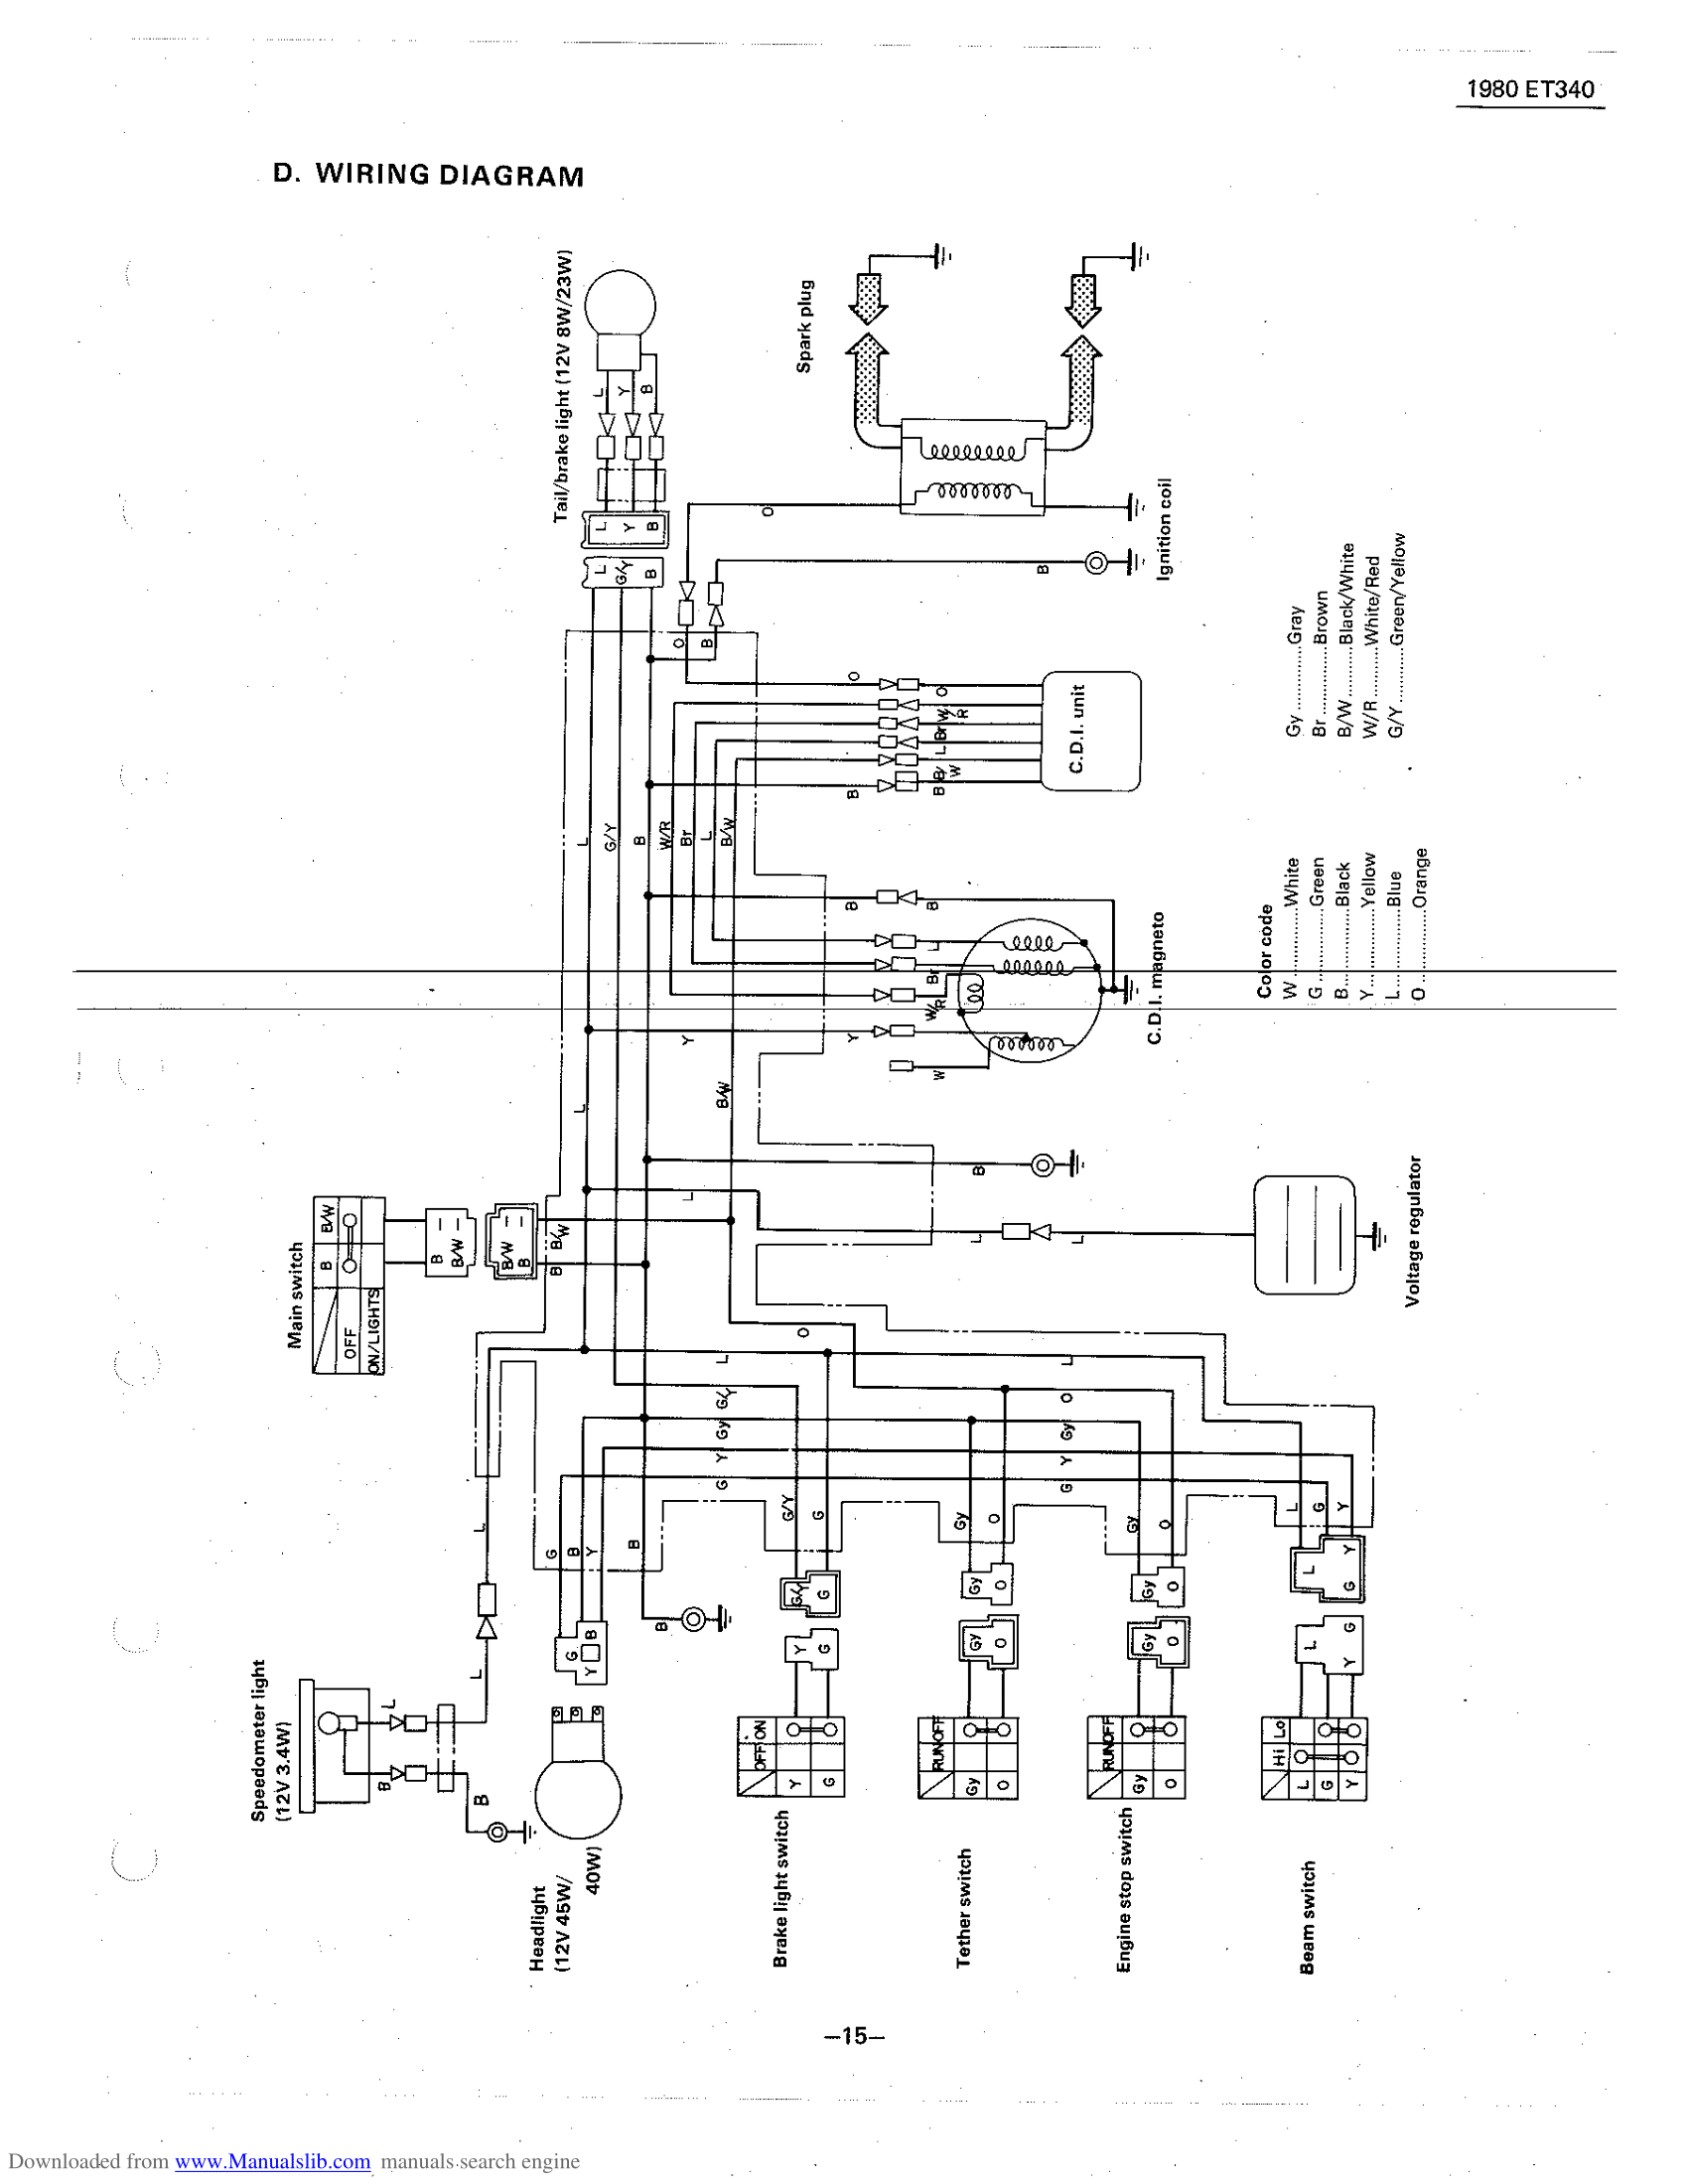 1980 ET340
D. WIRING DIAGRAM
Tail/brake light (12V 8W/23W)
L
Y
B
L
Y
B
L
G/Y
B
Spark plug
Ignition coil
O
B
O
B
O
O
W/R
Br
L
B/W
B
B
C.D.I. unit
L
G/Y
B
W/R
Br
L
B/W
B
B
L
Br
W/R
Y
Y
W
C.D.I. magneto
L
B/W
B
L
L
L
Voltage regulator
Gy ............Gray
Br ............Brown
B/W ..........Black/White
W/R ..........White/Red
G/Y ..........Green/Yellow
Color code
W ............White
G ............Green
B ............Black
Y ............Yellow
L ............Blue
O ............Orange
Main switch
B
B/W
OFF
ON/LIGHTS
B
B/W
B/W
B
B/W
B
O
L
G/Y
Gy
Y
G
L
O
Gy
Y
G
L
L
L
B
B
G
B
Y
B
B
G
B
Y
G/Y
G
G/Y
G
Y
G
Gy
O
Gy
O
Gy
O
Gy
O
Gy
O
Gy
O
L
G
Y
L
G
Y
L
Y
G
Speedometer light
(12V 3.4W)
Headlight
(12V 45W/
40W)
Brake light switch
OFF
ON
Y
G
Tether switch
RUN
OFF
Gy
O
Engine stop switch
RUN
OFF
Gy
O
Beam switch
Hi
Lo
L
G
Y
—15—
Downloaded from www.Manualslib.com manuals search engine